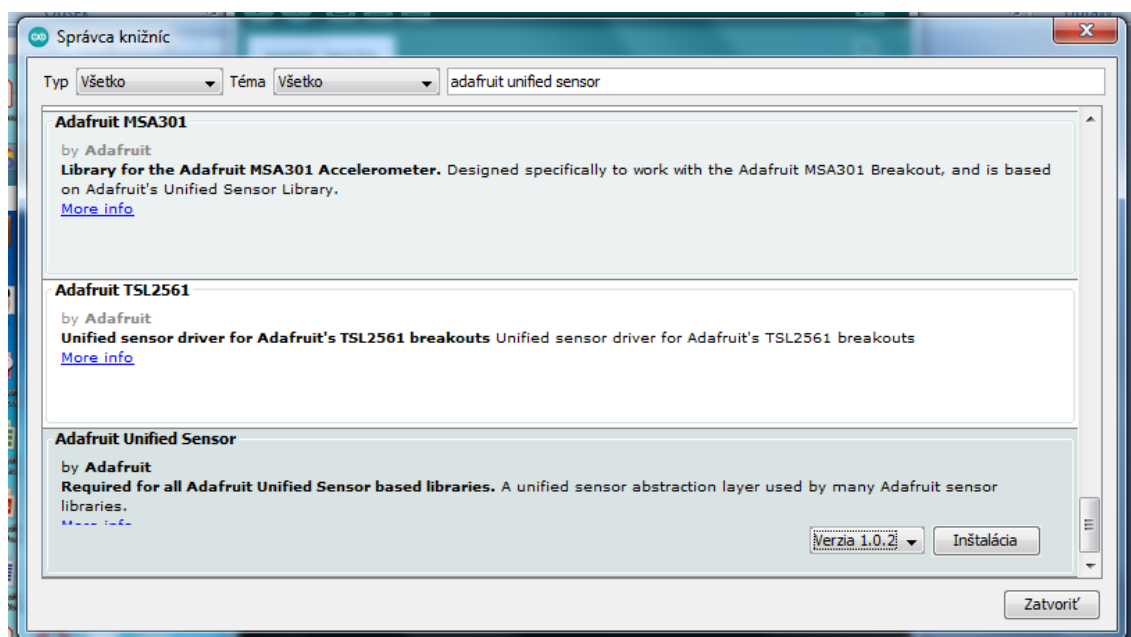 Správca knižníc
Typ Všetko Téma Všetko adafruit unified sensor
Adafruit MSA301
by Adafruit
Library for the Adafruit MSA301 Accelerometer. Designed specifically to work with the Adafruit MSA301 Breakout, and is based
on Adafruit's Unified Sensor Library.
More info
Adafruit TSL2561
by Adafruit
Unified sensor driver for Adafruit's TSL2561 breakouts Unified sensor driver for Adafruit's TSL2561 breakouts
More info
Adafruit Unified Sensor
by Adafruit
Required for all Adafruit Unified Sensor based libraries. A unified sensor abstraction layer used by many Adafruit sensor
libraries.
More info
Verzia 1.0.2 Inštalácia
Zatvoriť